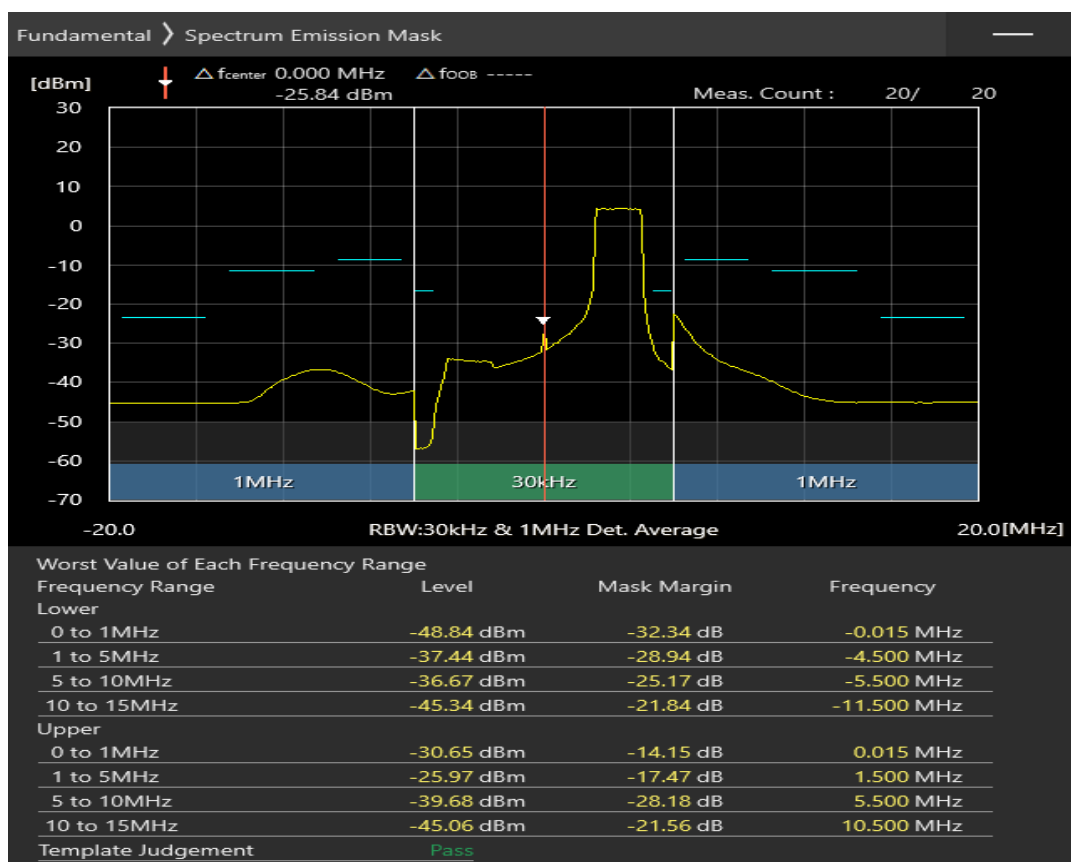 Fundamental ❯ Spectrum Emission Mask
[dBm] △ fcenter 0.000 MHz △ fOOB -----
-25.84 dBm Meas. Count : 20/ 20
30
20
10
0
-10
-20
-30
-40
-50
-60
1MHz 30kHz 1MHz
-70
-20.0 RBW:30kHz & 1MHz Det. Average 20.0[MHz]
Worst Value of Each Frequency Range
Frequency Range Level Mask Margin Frequency
Lower
0 to 1MHz -48.84 dBm -32.34 dB -0.015 MHz
1 to 5MHz -37.44 dBm -28.94 dB -4.500 MHz
5 to 10MHz -36.67 dBm -25.17 dB -5.500 MHz
10 to 15MHz -45.34 dBm -21.84 dB -11.500 MHz
Upper
0 to 1MHz -30.65 dBm -14.15 dB 0.015 MHz
1 to 5MHz -25.97 dBm -17.47 dB 1.500 MHz
5 to 10MHz -39.68 dBm -28.18 dB 5.500 MHz
10 to 15MHz -45.06 dBm -21.56 dB 10.500 MHz
Template Judgement Pass